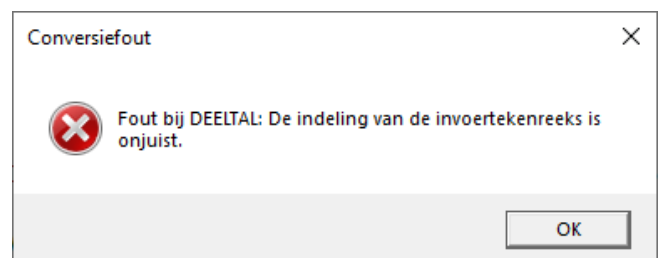 Conversiefout
Fout bij DEELTAL: De indeling van de invoertekenreeks is
onjuist.
OK